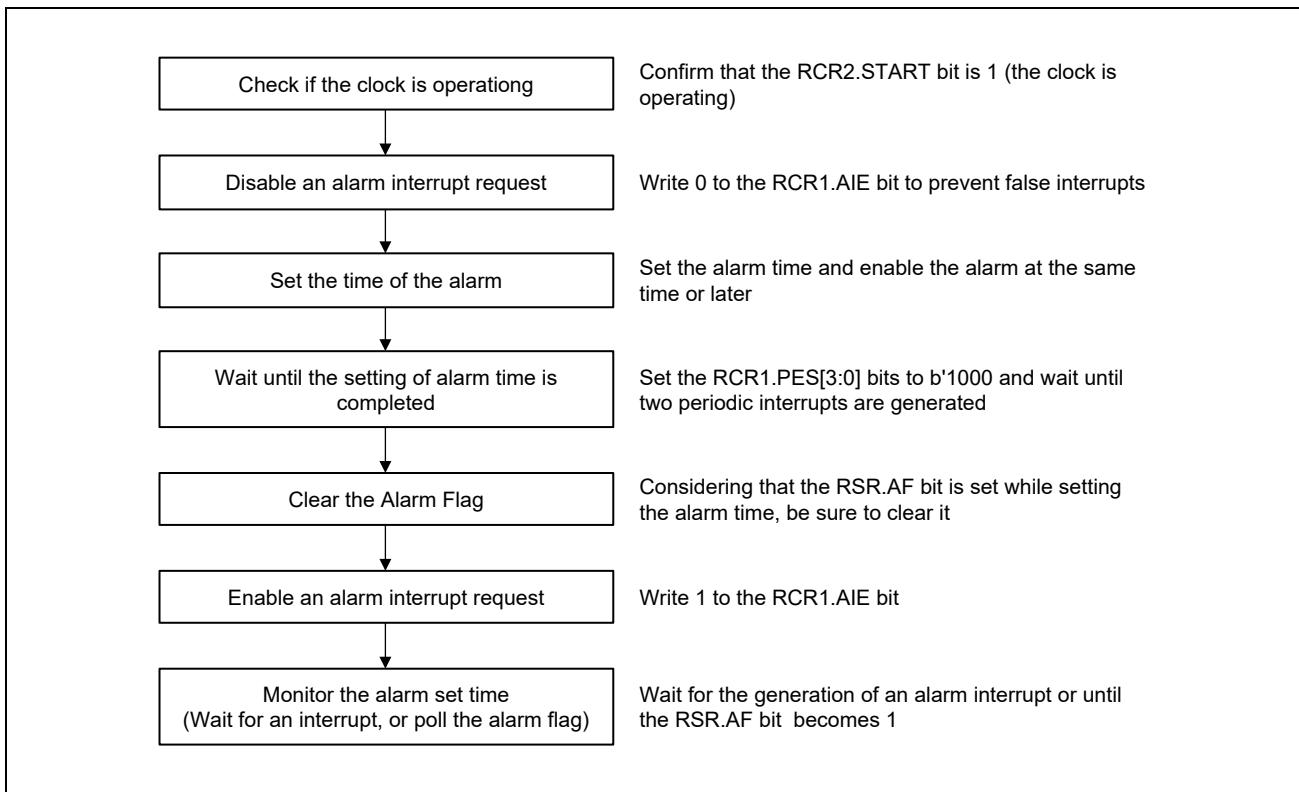 Check if the clock is operationg
Confirm that the RCR2.START bit is 1 (the clock is
operating)
Disable an alarm interrupt request
Write 0 to the RCR1.AIE bit to prevent false interrupts
Set the time of the alarm
Set the alarm time and enable the alarm at the same
time or later
Wait until the setting of alarm time is
completed
Set the RCR1.PES[3:0] bits to b'1000 and wait until
two periodic interrupts are generated
Clear the Alarm Flag
Considering that the RSR.AF bit is set while setting
the alarm time, be sure to clear it
Enable an alarm interrupt request
Write 1 to the RCR1.AIE bit
Monitor the alarm set time
(Wait for an interrupt, or poll the alarm flag)
Wait for the generation of an alarm interrupt or until
the RSR.AF bit  becomes 1